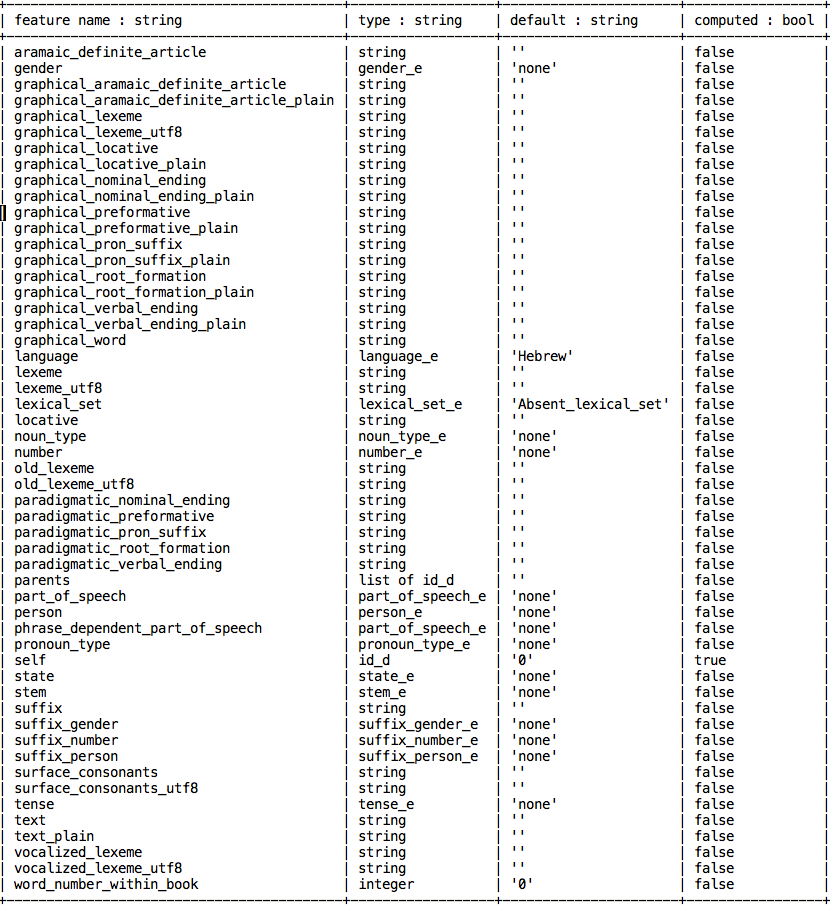 feature name : string | type : string | default : string | computed : bool |
| aramaic_definite_article | string | '' | false |
| gender | gender_e | 'none' | false |
| graphical_aramaic_definite_article | string | '' | false |
| graphical_aramaic_definite_article_plain | string | '' | false |
| graphical_lexeme | string | '' | false |
| graphical_lexeme_utf8 | string | '' | false |
| graphical_locative | string | '' | false |
| graphical_locative_plain | string | '' | false |
| graphical_nominal_ending | string | '' | false |
| graphical_nominal_ending_plain | string | '' | false |
| graphical_preformative | string | '' | false |
| graphical_preformative_plain | string | '' | false |
| graphical_pron_suffix | string | '' | false |
| graphical_pron_suffix_plain | string | '' | false |
| graphical_root_formation | string | '' | false |
| graphical_root_formation_plain | string | '' | false |
| graphical_verbal_ending | string | '' | false |
| graphical_verbal_ending_plain | string | '' | false |
| graphical_word | string | '' | false |
| language | language_e | 'Hebrew' | false |
| lexeme | string | '' | false |
| lexeme_utf8 | string | '' | false |
| lexical_set | lexical_set_e | 'Absent_lexical_set' | false |
| locative | string | '' | false |
| noun_type | noun_type_e | 'none' | false |
| number | number_e | 'none' | false |
| old_lexeme | string | '' | false |
| old_lexeme_utf8 | string | '' | false |
| paradigmatic_nominal_ending | string | '' | false |
| paradigmatic_preformative | string | '' | false |
| paradigmatic_pron_suffix | string | '' | false |
| paradigmatic_root_formation | string | '' | false |
| paradigmatic_verbal_ending | string | '' | false |
| parents | list of id_d | '' | false |
| part_of_speech | part_of_speech_e | 'none' | false |
| person | person_e | 'none' | false |
| phrase_dependent_part_of_speech | part_of_speech_e | 'none' | false |
| pronoun_type | pronoun_type_e | 'none' | false |
| self | id_d | '0' | true |
| state | state_e | 'none' | false |
| stem | stem_e | 'none' | false |
| suffix | string | '' | false |
| suffix_gender | suffix_gender_e | 'none' | false |
| suffix_number | suffix_number_e | 'none' | false |
| suffix_person | suffix_person_e | 'none' | false |
| surface_consonants | string | '' | false |
| surface_consonants_utf8 | string | '' | false |
| tense | tense_e | 'none' | false |
| text | string | '' | false |
| text_plain | string | '' | false |
| vocalized_lexeme | string | '' | false |
| vocalized_lexeme_utf8 | string | '' | false |
| word_number_within_book | integer | '0' | false |